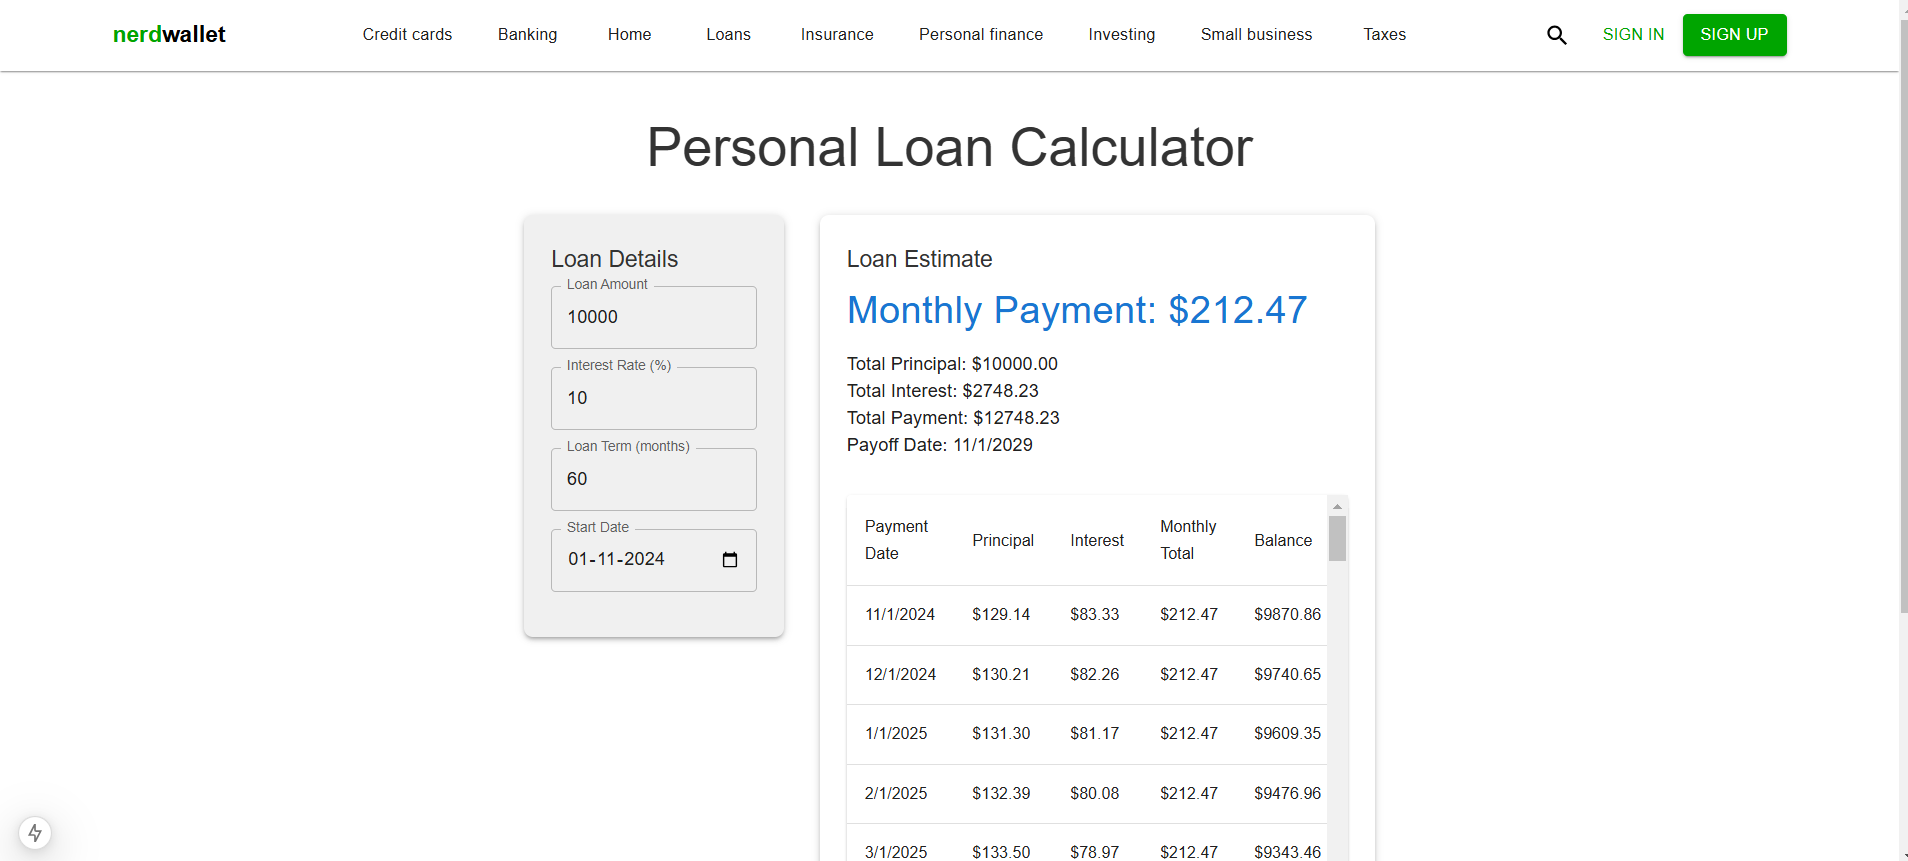 nerdwallet Credit cards Banking Home Loans Insurance Personal finance Investing Small business Taxes SIGN IN SIGN UP
Personal Loan Calculator
Loan Details
Loan Amount
10000
Interest Rate (%)
10
Loan Term (months)
60
Start Date
01-11-2024
Loan Estimate
Monthly Payment: $212.47
Total Principal: $10000.00
Total Interest: $2748.23
Total Payment: $12748.23
Payoff Date: 11/1/2029
Payment Date Principal Interest Monthly Total Balance
11/1/2024 $129.14 $83.33 $212.47 $9870.86
12/1/2024 $130.21 $82.26 $212.47 $9740.65
1/1/2025 $131.30 $81.17 $212.47 $9609.35
2/1/2025 $132.39 $80.08 $212.47 $9476.96
3/1/2025 $133.50 $78.97 $212.47 $9343.46